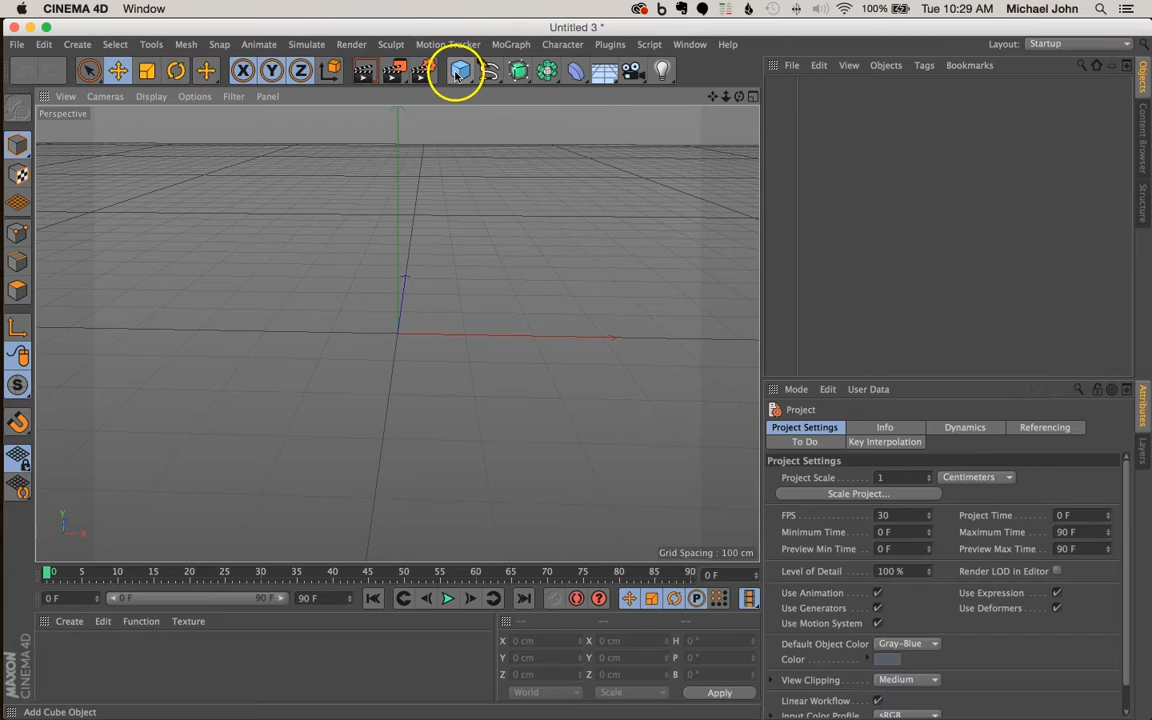 CINEMA 4D Window 100% Tue 10:29 AM Michael John
Untitled 3 *
File Edit Create Select Tools Mesh Snap Animate Simulate Render Sculpt Motion Tracker MoGraph Character Plugins Script Window Help Layout: Startup
X Y Z
File Edit View Objects Tags Bookmarks
View Cameras Display Options Filter Panel
Perspective
Objects
Content Browser
Structure
Y
X
Grid Spacing : 100 cm
0 5 10 15 20 25 30 35 40 45 50 55 60 65 70 75 80 85 90 0 F
0 F 0 F 90 F 90 F
P
S
Create Edit Function Texture
-- -- --
X 0 cm X 0 cm H 0 °
Y 0 cm Y 0 cm P 0 °
Z 0 cm Z 0 cm B 0 °
World Scale Apply
MAXON
CINEMA 4D
Add Cube Object
Mode Edit User Data
Project
Project Settings Info Dynamics Referencing
To Do Key Interpolation
Project Settings
Project Scale 1 Centimeters
Scale Project...
FPS 30 Project Time 0 F
Minimum Time 0 F Maximum Time 90 F
Preview Min Time 0 F Preview Max Time 90 F
Level of Detail 100 % Render LOD in Editor
Use Animation Use Expression
Use Generators Use Deformers
Use Motion System
Default Object Color Gray-Blue
Color
View Clipping Medium
Linear Workflow
Input Color Profile sRGB
Attributes
Layers